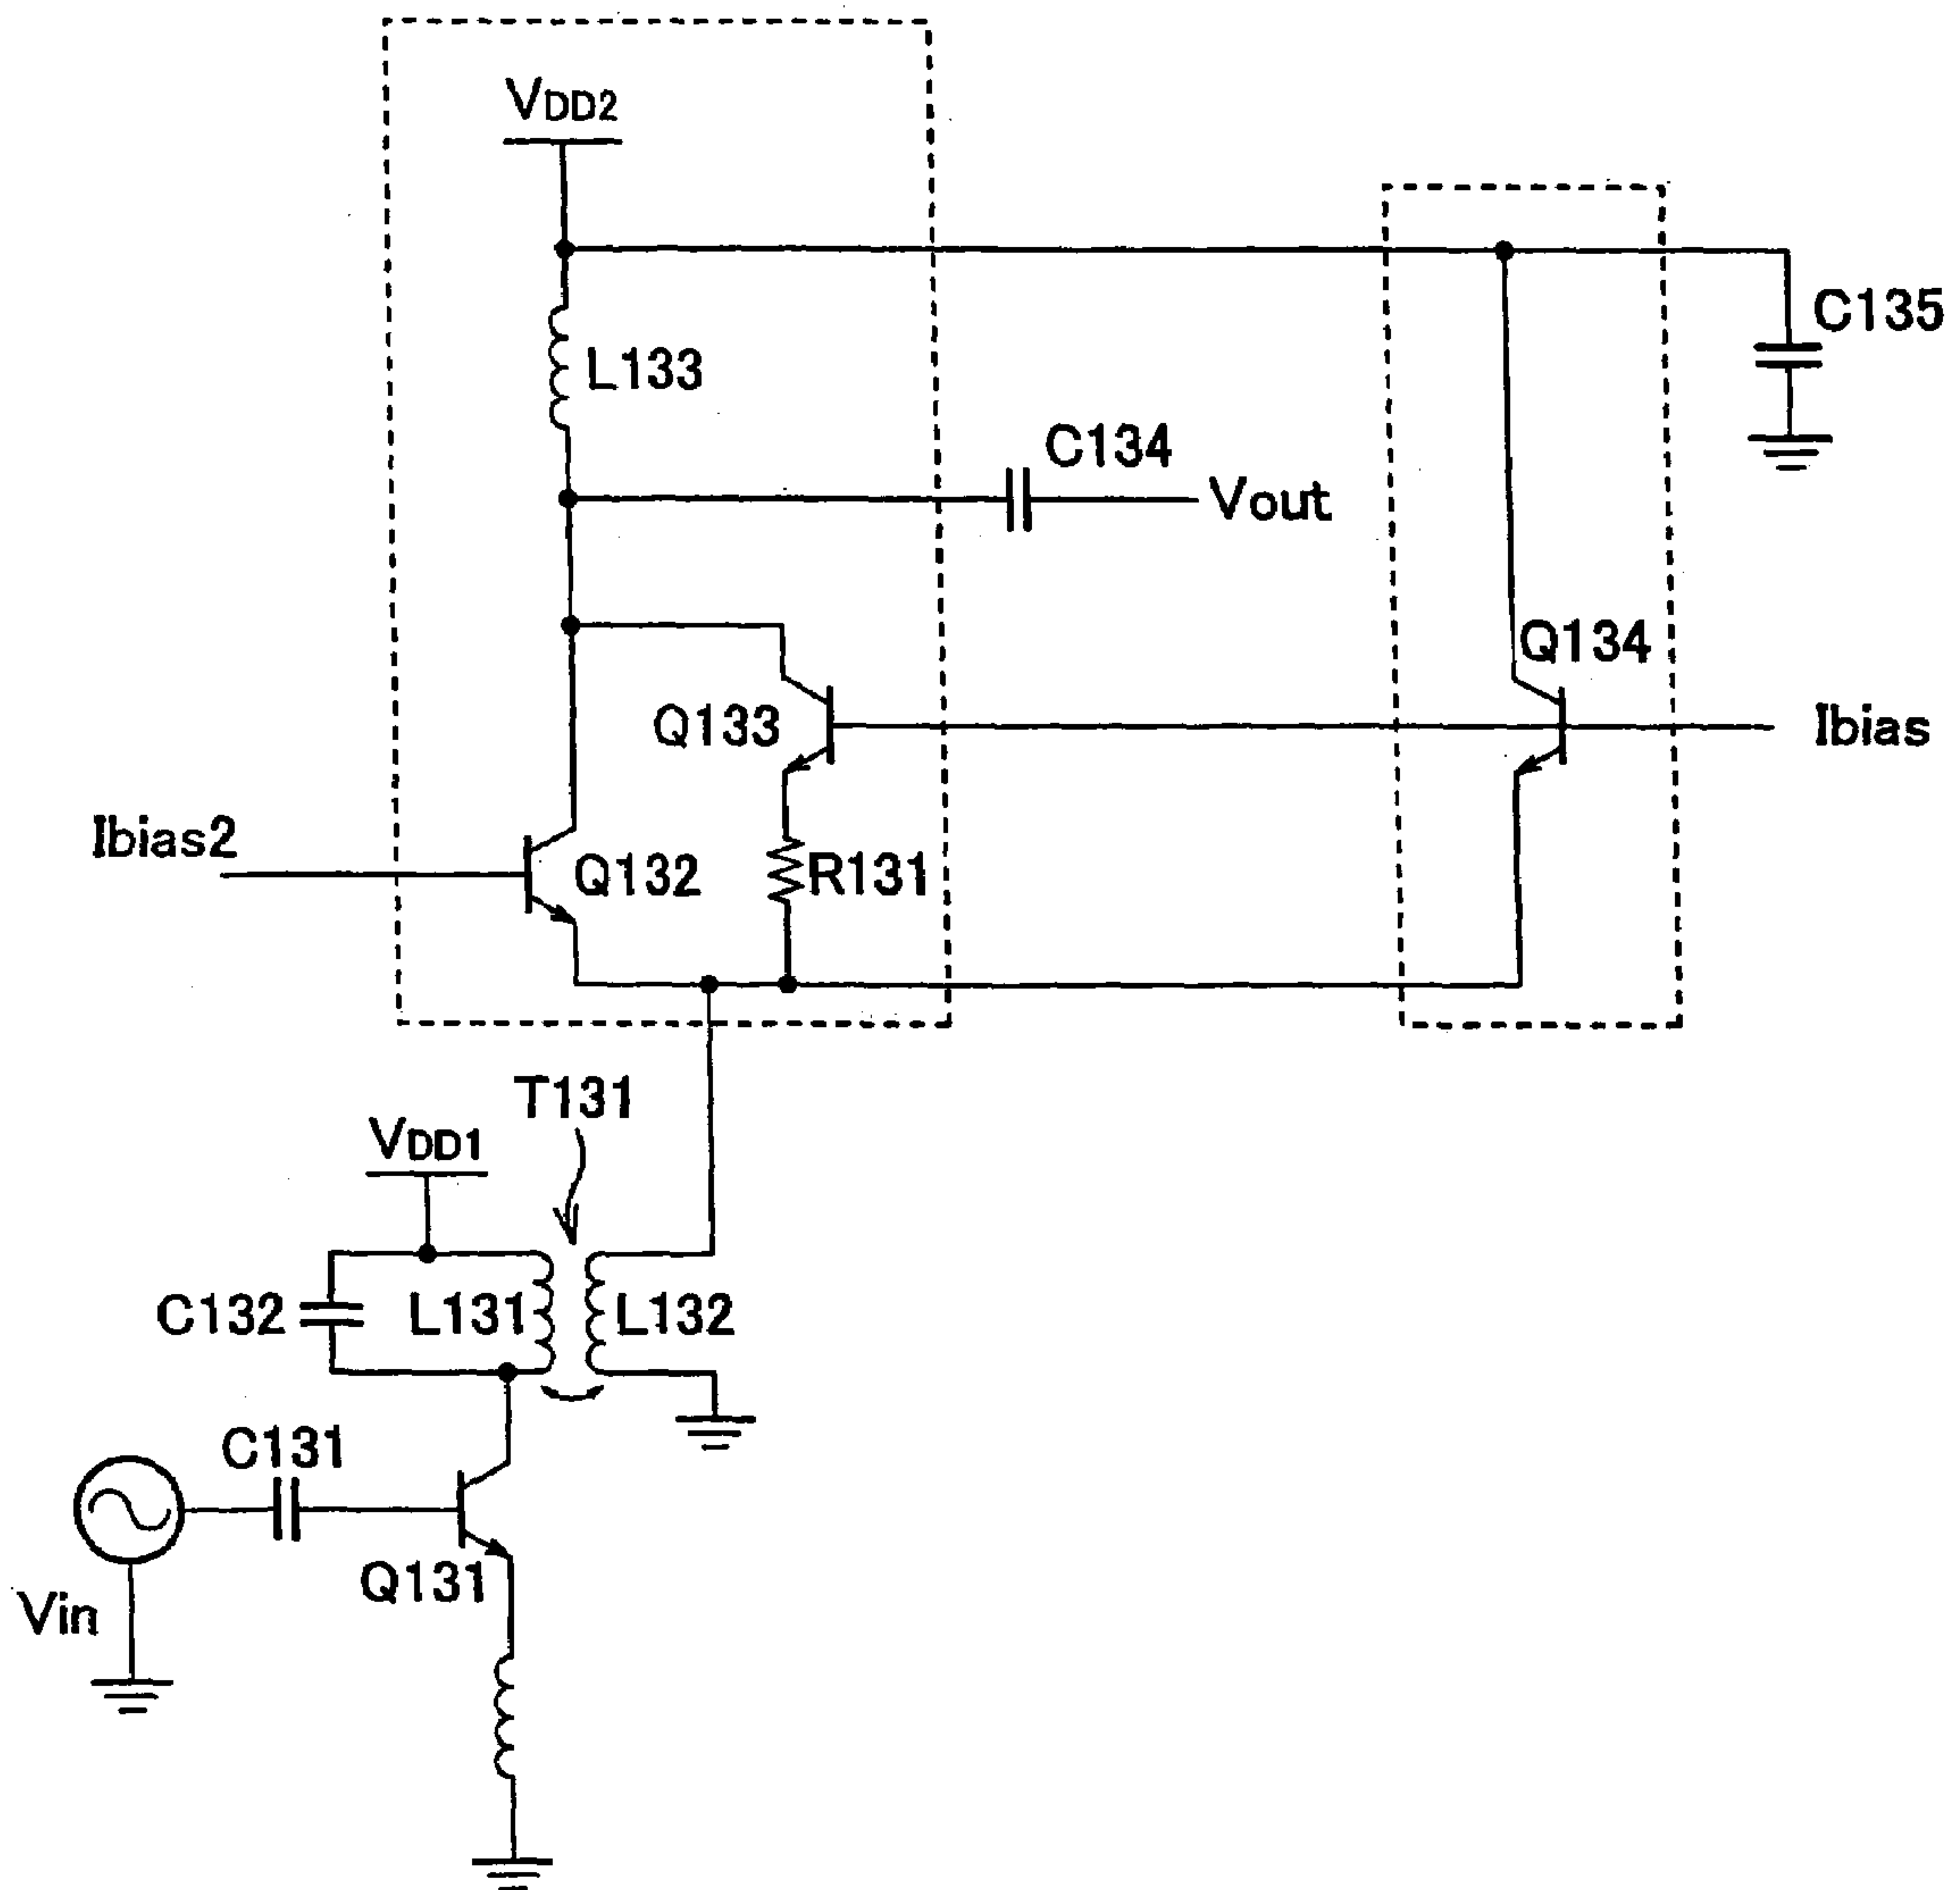 VDD2
C135
L133
C134
Vout
Q134
Q133
Ibias
Ibias2
Q132
R131
T131
VDD1
C132
L131
L132
C131
Q131
Vin